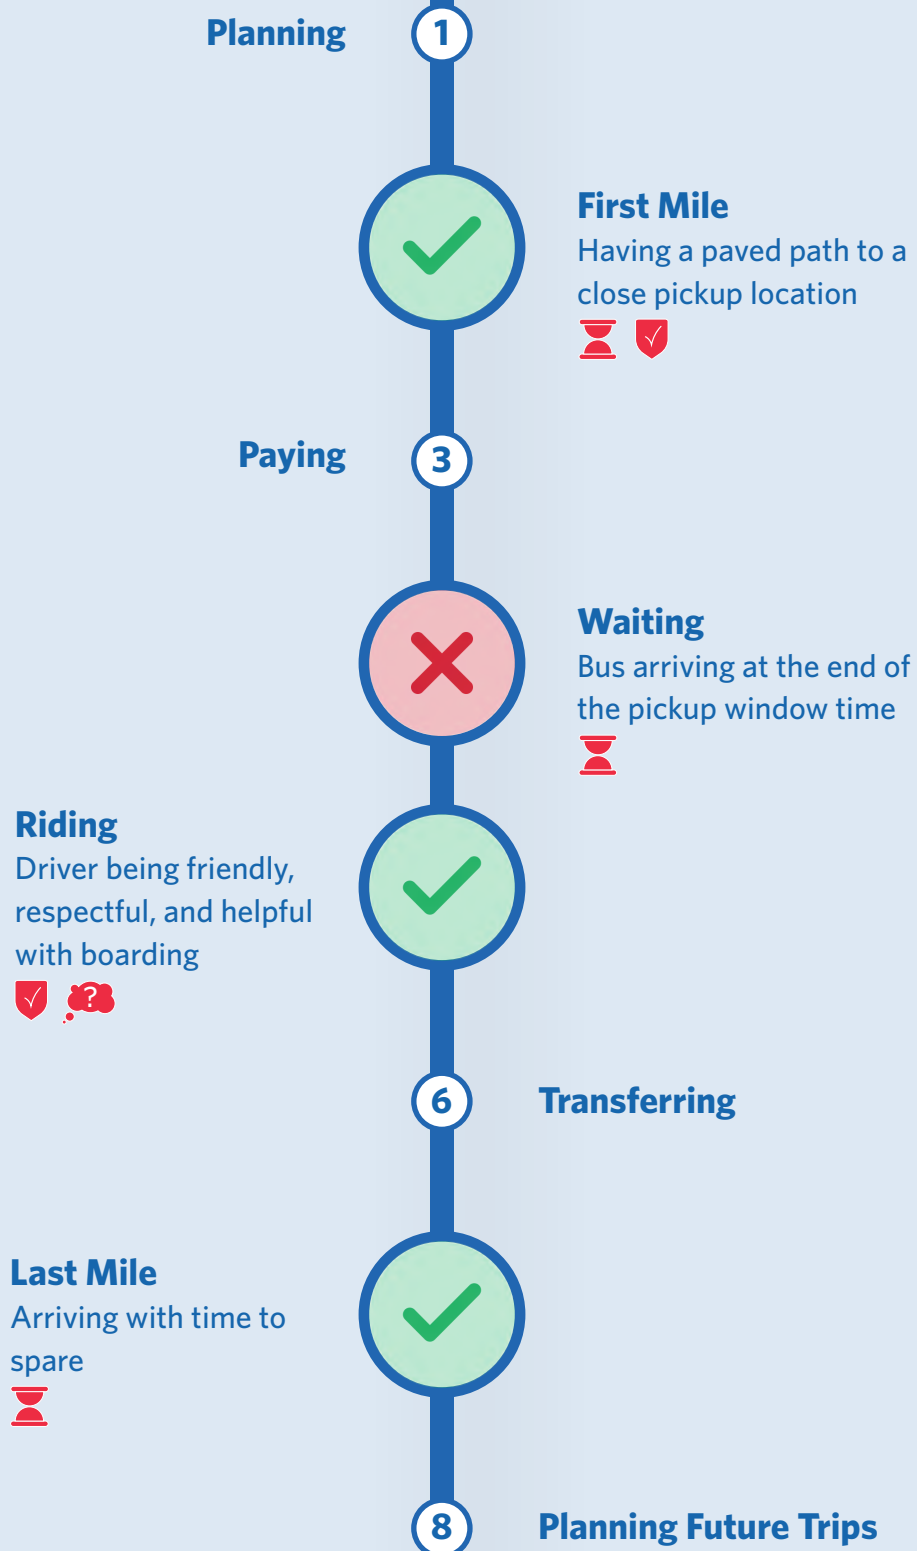 Planning
1
First Mile
Having a paved path to a
close pickup location
Paying
3
Waiting
Bus arriving at the end of
the pickup window time
Riding
Driver being friendly,
respectful, and helpful
with boarding
?
6
Transferring
Last Mile
Arriving with time to
spare
8
Planning Future Trips